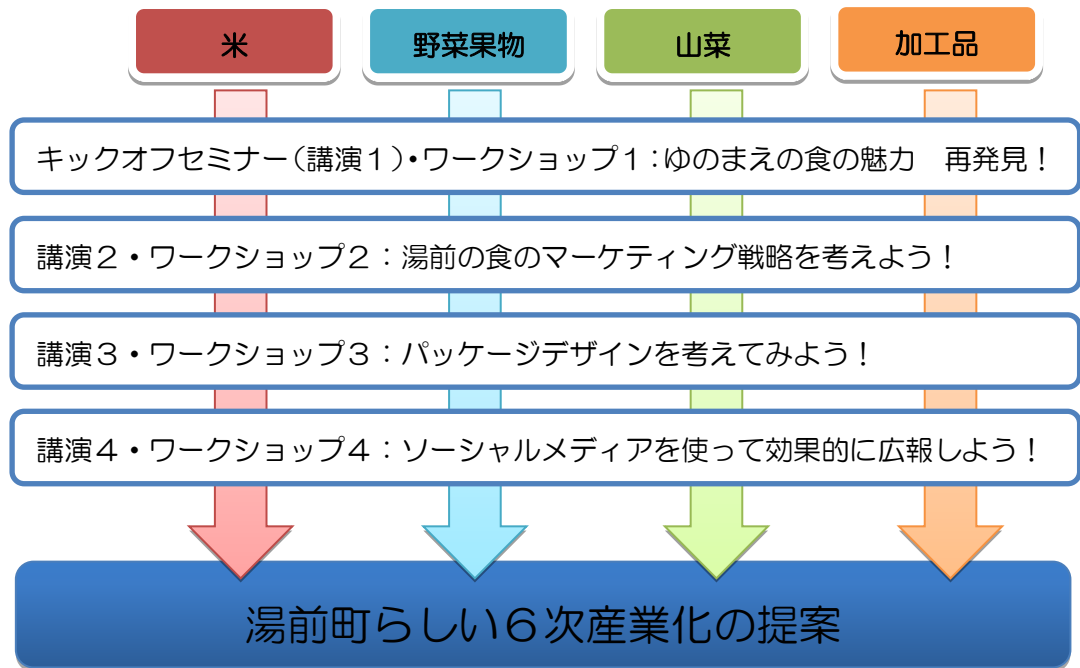 米
野菜果物
山菜
加工品
キックオフセミナー(講演１)・ワークショップ１：ゆのまえの食の魅力　再発見！
講演２・ワークショップ２：湯前の食のマーケティング戦略を考えよう！
講演３・ワークショップ３：パッケージデザインを考えてみよう！
講演４・ワークショップ４：ソーシャルメディアを使って効果的に広報しよう！
湯前町らしい６次産業化の提案